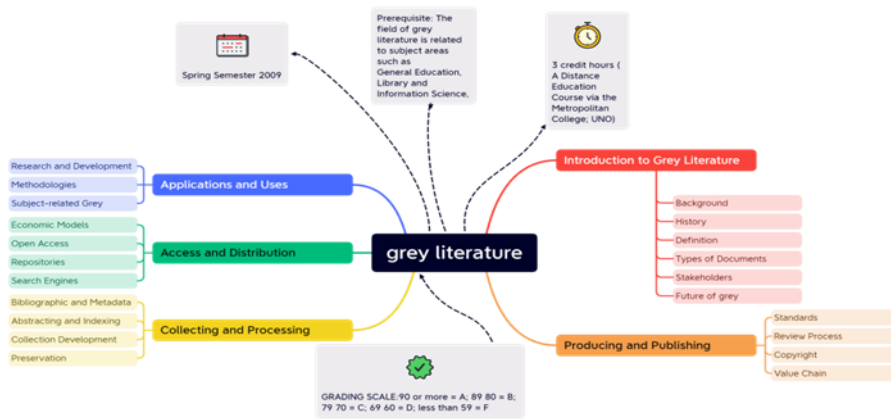 Prerequisite: The
field of grey
literature is related
to subject areas
such as
General Education,
Library and
Information Science,
Spring Semester 2009
3 credit hours (
A Distance
Education
Course via the
Metropolitan
College; UNO)
Introduction to Grey Literature
Background
History
Definition
Types of Documents
Stakeholders
Future of grey
Research and Development
Methodologies
Subject-related Grey
Applications and Uses
Economic Models
Open Access
Repositories
Search Engines
Access and Distribution
grey literature
Bibliographic and Metadata
Abstracting and Indexing
Collection Development
Preservation
Collecting and Processing
Producing and Publishing
Standards
Review Process
Copyright
Value Chain
GRADING SCALE:90 or more = A; 89 80 = B;
79 70 = C; 69 60 = D; less than 59 = F